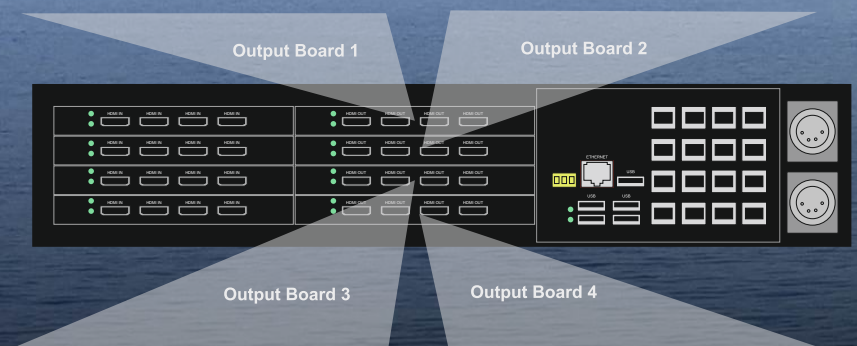 Output Board 1
Output Board 2
HDMI IN HDMI IN HDMI IN HDMI IN HDMI OUT HDMI OUT HDMI OUT HDMI OUT
HDMI IN HDMI IN HDMI IN HDMI IN HDMI OUT HDMI OUT HDMI OUT HDMI OUT
ETHERNET
HDMI IN HDMI IN HDMI IN HDMI IN HDMI OUT HDMI OUT HDMI OUT HDMI OUT
USB
USB USB
HDMI IN HDMI IN HDMI IN HDMI IN HDMI OUT HDMI OUT HDMI OUT HDMI OUT
Output Board 3
Output Board 4